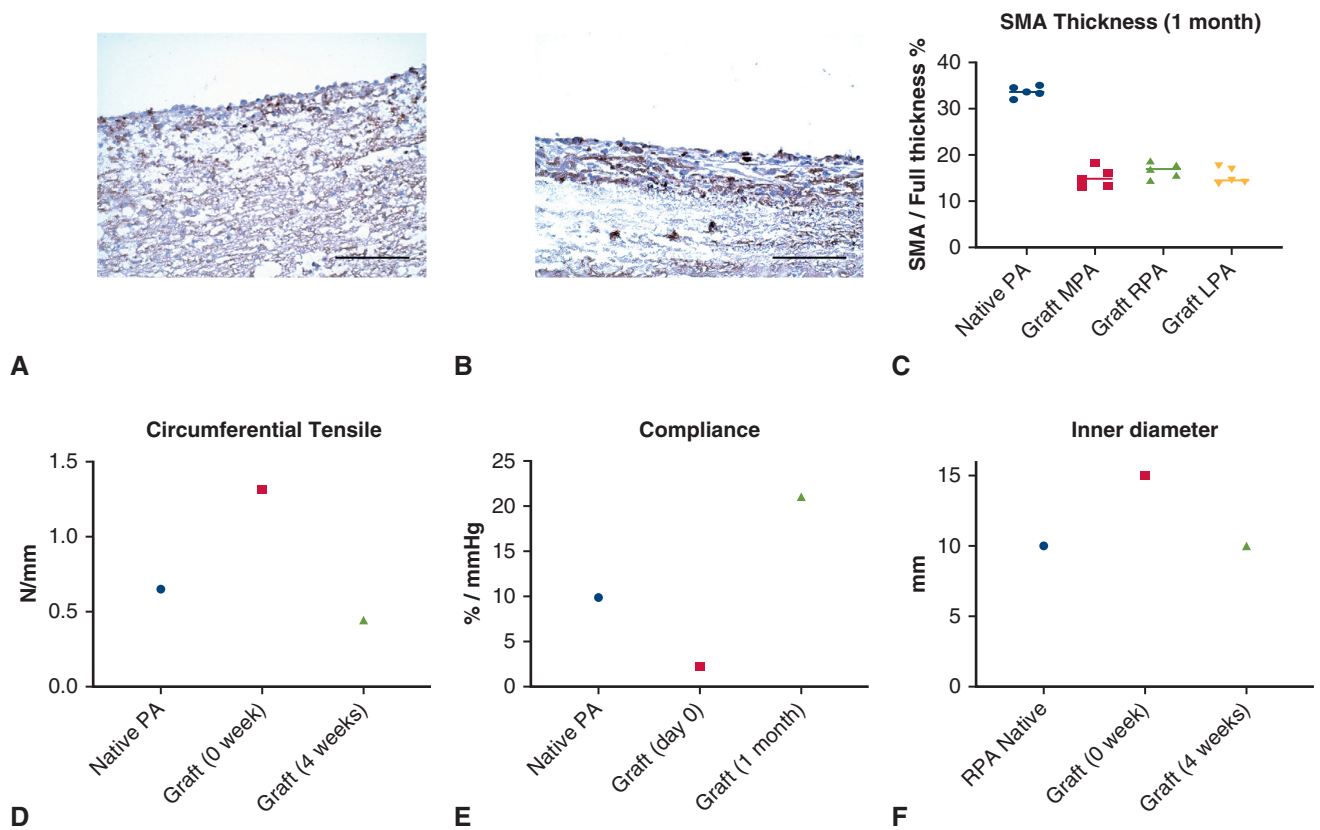 SMA Thickness (1 month)
SMA / Full thickness %
40
30
20
10
0
Native PA
Graft MPA
Graft RPA
Graft LPA
A
B
C
Circumferential Tensile
N/mm
1.5
1.0
0.5
0.0
Native PA
Graft (0 week)
Graft (4 weeks)
D
Compliance
% / mmHg
25
20
15
10
5
0
Native PA
Graft (day 0)
Graft (1 month)
E
Inner diameter
mm
15
10
5
0
RPA Native
Graft (0 week)
Graft (4 weeks)
F